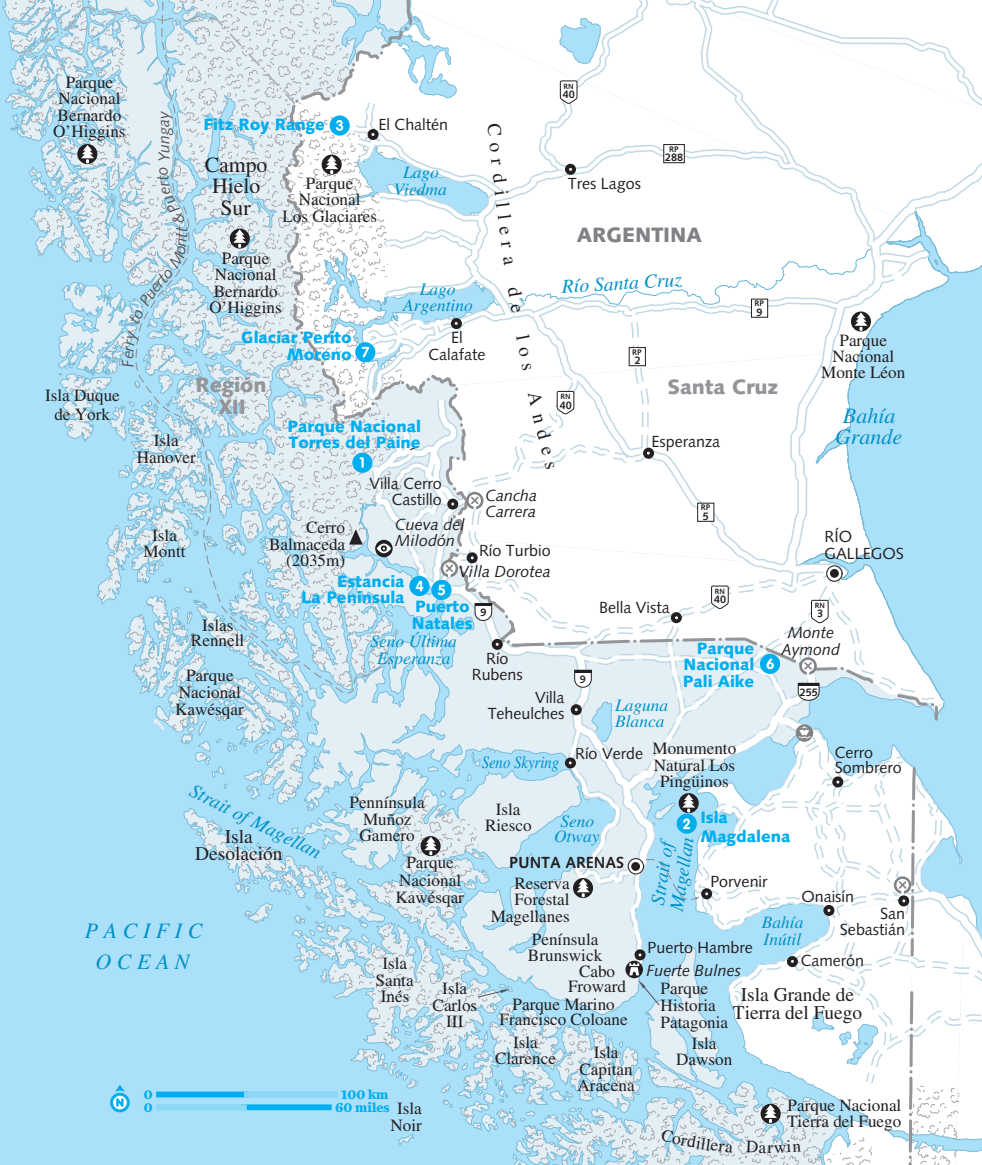 Parque
Nacional
Bernardo
O'Higgins
Ferry To Puerto Montt & Puerto Yungay
Campo
Hielo
Sur
Parque
Nacional
Bernardo
O'Higgins
Fitz Roy Range 3
El Chaltén
Parque
Nacional
Los Glaciares
Lago
Viedma
Cordillera de los Andes
RN
40
RP
288
Tres Lagos
ARGENTINA
Río Santa Cruz
Lago
Argentino
El
Calafate
RP
9
RP
2
Parque
Nacional
Monte León
Glaciar Perito
Moreno 7
Región
XII
Santa Cruz
RN
40
Isla Duque
de York
Isla
Hanover
Bahía
Grande
Parque Nacional
Torres del Paine
1
Esperanza
Villa Cerro
Castillo
Cancha
Carrera
RP
5
Isla
Montt
Cerro
Balmaceda
(2035m)
Cueva del
Milodón
Río Turbio
Villa Dorotea
RÍO
GALLEGOS
Estancia
La Peninsula
4
5
Puerto
Natales
9
Bella Vista
RN
40
RN
3
Monte
Aymond
Islas
Rennell
Seno Última
Esperanza
Río
Rubens
Parque
Nacional
Pali Aike
6
Parque
Nacional
Kawésqar
9
255
Villa
Teheulches
Laguna
Blanca
Seno Skyring
Río Verde
Monumento
Natural Los
Pingüinos
Cerro
Sombrero
Strait of Magellan
Isla
Desolación
Pennínsula
Muñoz
Gamero
Isla
Riesco
Seno
Otway
2
Isla
Magdalena
Parque
Nacional
Kawésqar
PUNTA ARENAS
Strait of
Magellan
Reserva
Forestal
Magellanes
Porvenir
Onaisín
San
Sebastián
PACIFIC
OCEAN
Bahía
Inútil
Península
Brunswick
Puerto Hambre
Camerón
Cabo
Froward
Fuerte Bulnes
Isla
Santa
Inés
Isla
Carlos
III
Parque Marino
Francisco Coloane
Parque
Historia
Patagonia
Isla Grande de
Tierra del Fuego
Isla
Clarence
Isla
Capitan
Aracena
Isla
Dawson
N
0 100 km
0 60 miles
Isla
Noir
Parque Nacional
Tierra del Fuego
Cordillera Darwin